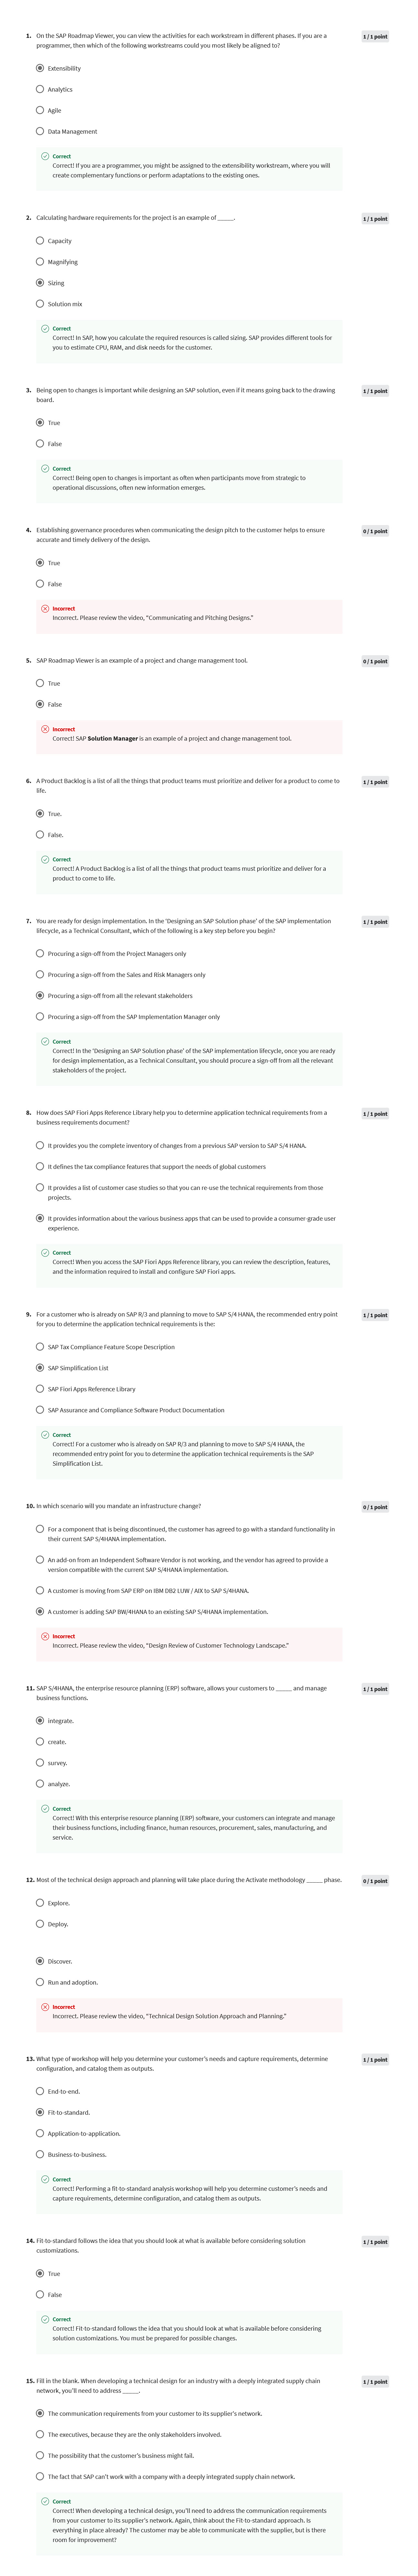 1. On the SAP Roadmap Viewer, you can view the activities for each workstream in different phases. If you are a
programmer, then which of the following workstreams could you most likely be aligned to?
1 / 1 point
Extensibility
Analytics
Agile
Data Management
Correct
Correct! If you are a programmer, you might be assigned to the extensibility workstream, where you will
create complementary functions or perform adaptations to the existing ones.
2. Calculating hardware requirements for the project is an example of _____.
1 / 1 point
Capacity
Magnifying
Sizing
Solution mix
Correct
Correct! In SAP, how you calculate the required resources is called sizing. SAP provides different tools for
you to estimate CPU, RAM, and disk needs for the customer.
3. Being open to changes is important while designing an SAP solution, even if it means going back to the drawing
board.
1 / 1 point
True
False
Correct
Correct! Being open to changes is important as often when participants move from strategic to
operational discussions, often new information emerges.
4. Establishing governance procedures when communicating the design pitch to the customer helps to ensure
accurate and timely delivery of the design.
0 / 1 point
True
False
Incorrect
Incorrect. Please review the video, "Communicating and Pitching Designs."
5. SAP Roadmap Viewer is an example of a project and change management tool.
0 / 1 point
True
False
Incorrect
Correct! SAP Solution Manager is an example of a project and change management tool.
6. A Product Backlog is a list of all the things that product teams must prioritize and deliver for a product to come to
life.
1 / 1 point
True.
False.
Correct
Correct! A Product Backlog is a list of all the things that product teams must prioritize and deliver for a
product to come to life.
7. You are ready for design implementation. In the 'Designing an SAP Solution phase' of the SAP implementation
lifecycle, as a Technical Consultant, which of the following is a key step before you begin?
1 / 1 point
Procuring a sign-off from the Project Managers only
Procuring a sign-off from the Sales and Risk Managers only
Procuring a sign-off from all the relevant stakeholders
Procuring a sign-off from the SAP Implementation Manager only
Correct
Correct! In the 'Designing an SAP Solution phase' of the SAP implementation lifecycle, once you are ready
for design implementation, as a Technical Consultant, you should procure a sign-off from all the relevant
stakeholders of the project.
8. How does SAP Fiori Apps Reference Library help you to determine application technical requirements from a
business requirements document?
1 / 1 point
It provides you the complete inventory of changes from a previous SAP version to SAP S/4 HANA.
It defines the tax compliance features that support the needs of global customers
It provides a list of customer case studies so that you can re-use the technical requirements from those
projects.
It provides information about the various business apps that can be used to provide a consumer-grade user
experience.
Correct
Correct! When you access the SAP Fiori Apps Reference library, you can review the description, features,
and the information required to install and configure SAP Fiori apps.
9. For a customer who is already on SAP R/3 and planning to move to SAP S/4 HANA, the recommended entry point
for you to determine the application technical requirements is the:
1 / 1 point
SAP Tax Compliance Feature Scope Description
SAP Simplification List
SAP Fiori Apps Reference Library
SAP Assurance and Compliance Software Product Documentation
Correct
Correct! For a customer who is already on SAP R/3 and planning to move to SAP S/4 HANA, the
recommended entry point for you to determine the application technical requirements is the SAP
Simplification List.
10. In which scenario will you mandate an infrastructure change?
0 / 1 point
For a component that is being discontinued, the customer has agreed to go with a standard functionality in
their current SAP S/4HANA implementation.
An add-on from an Independent Software Vendor is not working, and the vendor has agreed to provide a
version compatible with the current SAP S/4HANA implementation.
A customer is moving from SAP ERP on IBM DB2 LUW / AIX to SAP S/4HANA.
A customer is adding SAP BW/4HANA to an existing SAP S/4HANA implementation.
Incorrect
Incorrect. Please review the video, "Design Review of Customer Technology Landscape."
11. SAP S/4HANA, the enterprise resource planning (ERP) software, allows your customers to _____ and manage
business functions.
1 / 1 point
integrate.
create.
survey.
analyze.
Correct
Correct! With this enterprise resource planning (ERP) software, your customers can integrate and manage
their business functions, including finance, human resources, procurement, sales, manufacturing, and
service.
12. Most of the technical design approach and planning will take place during the Activate methodology _____ phase.
0 / 1 point
Explore.
Deploy.
Discover.
Run and adoption.
Incorrect
Incorrect. Please review the video, "Technical Design Solution Approach and Planning."
13. What type of workshop will help you determine your customer's needs and capture requirements, determine
configuration, and catalog them as outputs.
1 / 1 point
End-to-end.
Fit-to-standard.
Application-to-application.
Business-to-business.
Correct
Correct! Performing a fit-to-standard analysis workshop will help you determine customer's needs and
capture requirements, determine configuration, and catalog them as outputs.
14. Fit-to-standard follows the idea that you should look at what is available before considering solution
customizations.
1 / 1 point
True
False
Correct
Correct! Fit-to-standard follows the idea that you should look at what is available before considering
solution customizations. You must be prepared for possible changes.
15. Fill in the blank. When developing a technical design for an industry with a deeply integrated supply chain
network, you'll need to address _____.
1 / 1 point
The communication requirements from your customer to its supplier's network.
The executives, because they are the only stakeholders involved.
The possibility that the customer's business might fail.
The fact that SAP can't work with a company with a deeply integrated supply chain network.
Correct
Correct! When developing a technical design, you'll need to address the communication requirements
from your customer to its supplier's network. Again, think about the Fit-to-standard approach. Is
everything in place already? The customer may be able to communicate with the supplier, but is there
room for improvement?